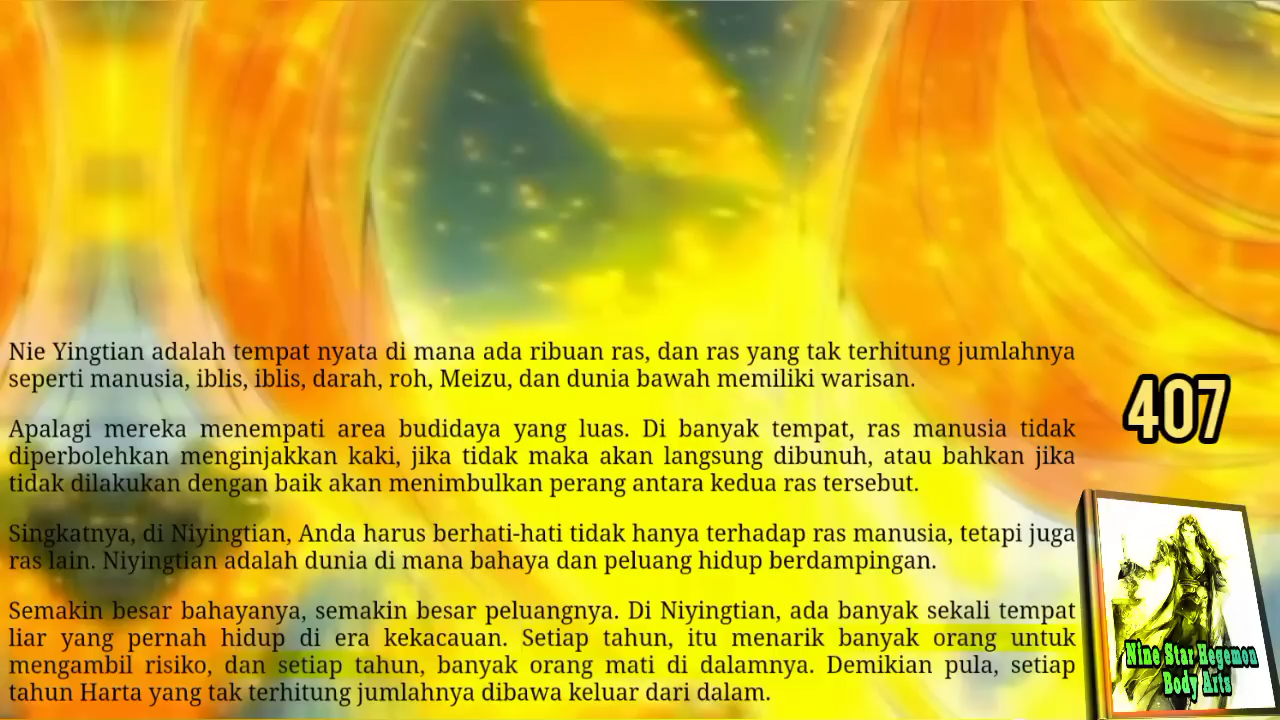 Nie Yingtian adalah tempat nyata di mana ada ribuan ras, dan ras yang tak terhitung jumlahnya
seperti manusia, iblis, iblis, darah, roh, Meizu, dan dunia bawah memiliki warisan.
Apalagi mereka menempati area budidaya yang luas. Di banyak tempat, ras manusia tidak
diperbolehkan menginjakkan kaki, jika tidak maka akan langsung dibunuh, atau bahkan jika
tidak dilakukan dengan baik akan menimbulkan perang antara kedua ras tersebut.
Singkatnya, di Niyingtian, Anda harus berhati-hati tidak hanya terhadap ras manusia, tetapi juga
ras lain. Niyingtian adalah dunia di mana bahaya dan peluang hidup berdampingan.
Semakin besar bahayanya, semakin besar peluangnya. Di Niyingtian, ada banyak sekali tempat
liar yang pernah hidup di era kekacauan. Setiap tahun, itu menarik banyak orang untuk
mengambil risiko, dan setiap tahun, banyak orang mati di dalamnya. Demikian pula, setiap
tahun Harta yang tak terhitung jumlahnya dibawa keluar dari dalam.
407
Nine Star Hegemon
Body Arts